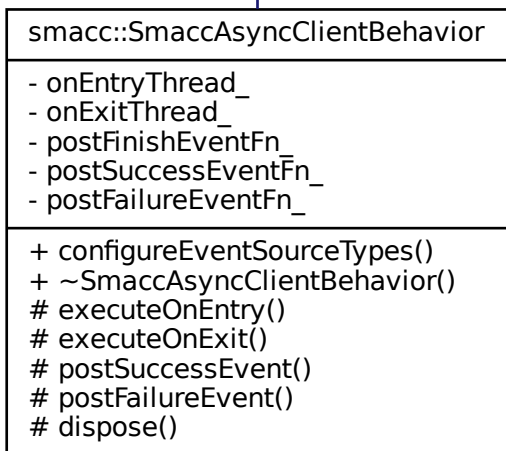 smacc::SmaccAsyncClientBehavior
- onEntryThread_
- onExitThread_
- postFinishEventFn_
- postSuccessEventFn_
- postFailureEventFn_
+ configureEventSourceTypes()
+ ~SmaccAsyncClientBehavior()
# executeOnEntry()
# executeOnExit()
# postSuccessEvent()
# postFailureEvent()
# dispose()